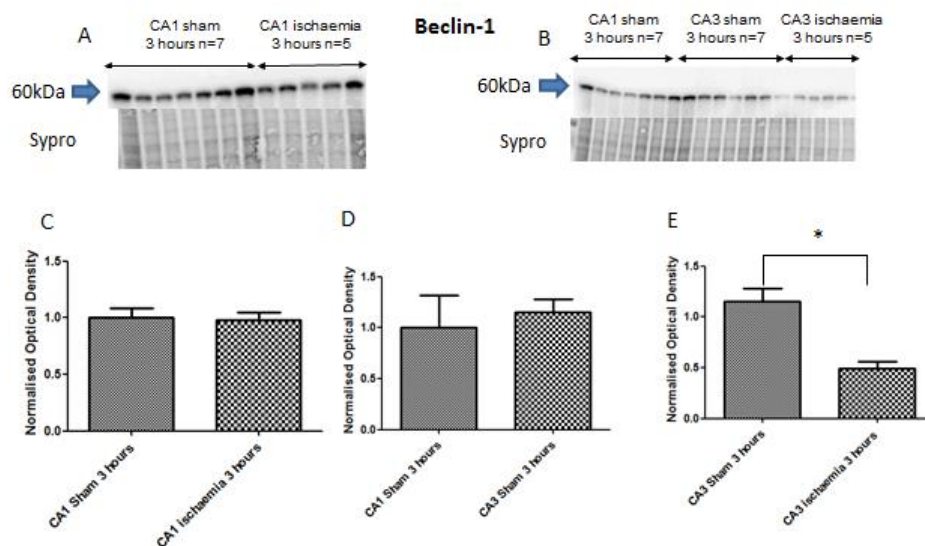 Beclin-1
A
CA1 sham
3 hours n=7
CA1 ischaemia
3 hours n=5
60kDa
Sypro
B
CA1 sham
3 hours n=7
CA3 sham
3 hours n=7
CA3 ischaemia
3 hours n=5
60kDa
Sypro
C
Normalised Optical Density
1.5
1.0
0.5
0.0
CA1 Sham 3 hours
CA1 ischaemia 3 hours
D
Normalised Optical Density
1.5
1.0
0.5
0.0
CA1 Sham 3 hours
CA3 Sham 3 hours
E
*
Normalised Optical Density
1.5
1.0
0.5
0.0
CA3 Sham 3 hours
CA3 ischaemia 3 hours